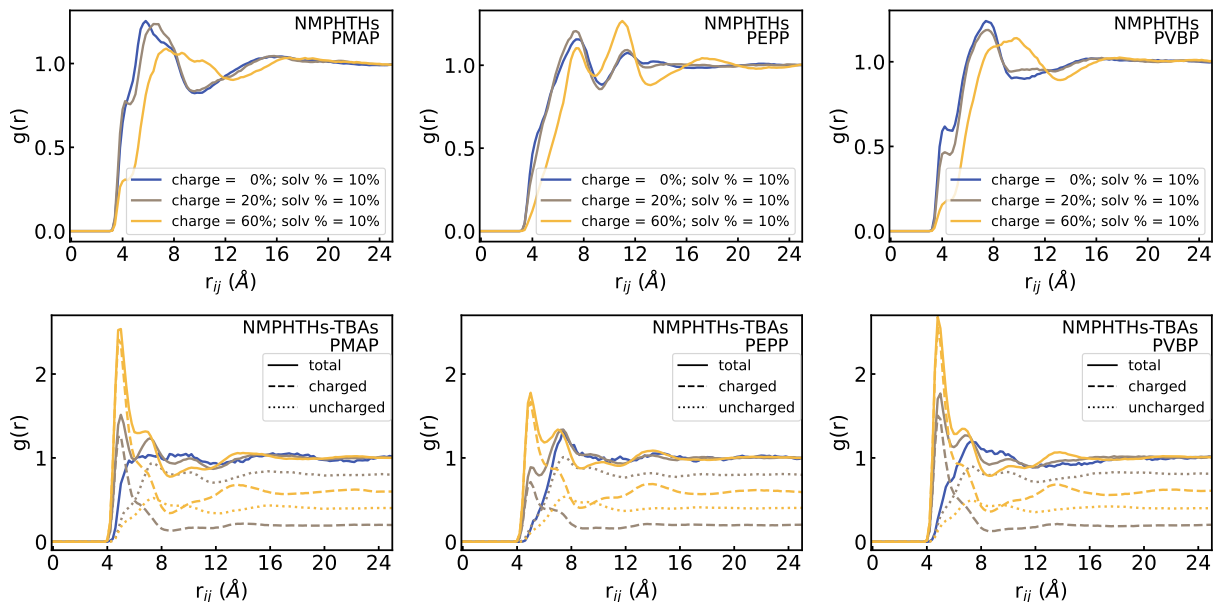 NMPHTHs
PMAP
g(r)
1.0
0.5
0.0
charge = 0%; solv % = 10%
charge = 20%; solv % = 10%
charge = 60%; solv % = 10%
0 4 8 12 16 20 24
r_ij (Å)
NMPHTHs
PEPP
g(r)
1.0
0.5
0.0
charge = 0%; solv % = 10%
charge = 20%; solv % = 10%
charge = 60%; solv % = 10%
0 4 8 12 16 20 24
r_ij (Å)
NMPHTHs
PVBP
g(r)
1.0
0.5
0.0
charge = 0%; solv % = 10%
charge = 20%; solv % = 10%
charge = 60%; solv % = 10%
0 4 8 12 16 20 24
r_ij (Å)
NMPHTHs-TBAs
PMAP
total
charged
uncharged
g(r)
2
1
0
0 4 8 12 16 20 24
r_ij (Å)
NMPHTHs-TBAs
PEPP
total
charged
uncharged
g(r)
2
1
0
0 4 8 12 16 20 24
r_ij (Å)
NMPHTHs-TBAs
PVBP
total
charged
uncharged
g(r)
2
1
0
0 4 8 12 16 20 24
r_ij (Å)